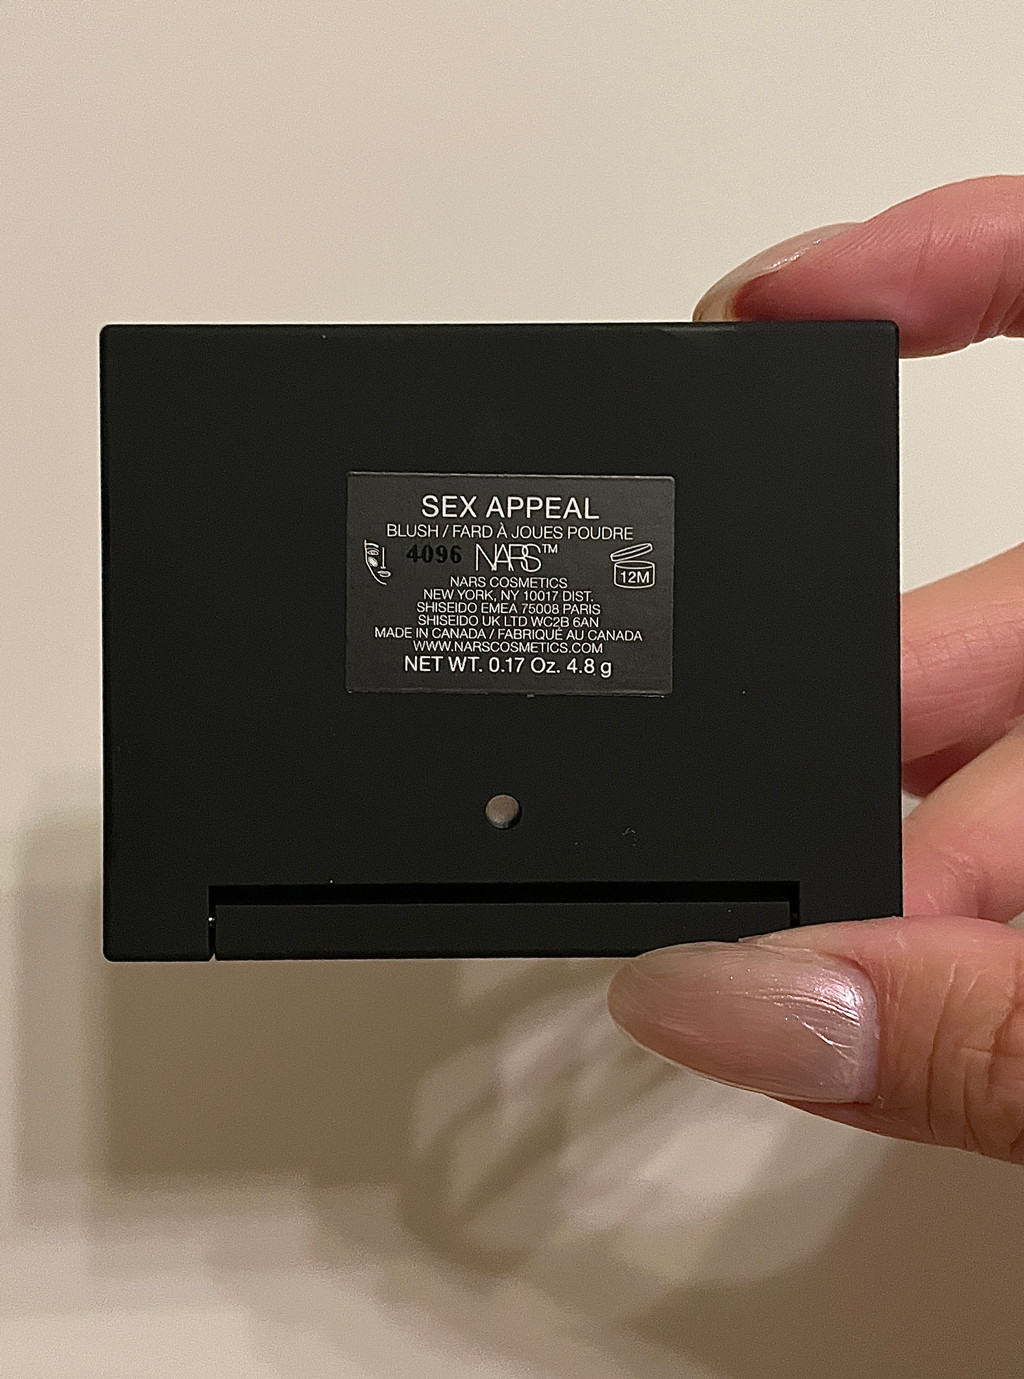 SEX APPEAL
BLUSH / FARD À JOUES POUDRE
4096 NARS™
12M
NARS COSMETICS
NEW YORK, NY 10017 DIST.
SHISEIDO EMEA 75008 PARIS
SHISEIDO UK LTD WC2B 6AN
MADE IN CANADA / FABRIQUÉ AU CANADA
WWW.NARSCOSMETICS.COM
NET WT. 0.17 Oz. 4.8 g